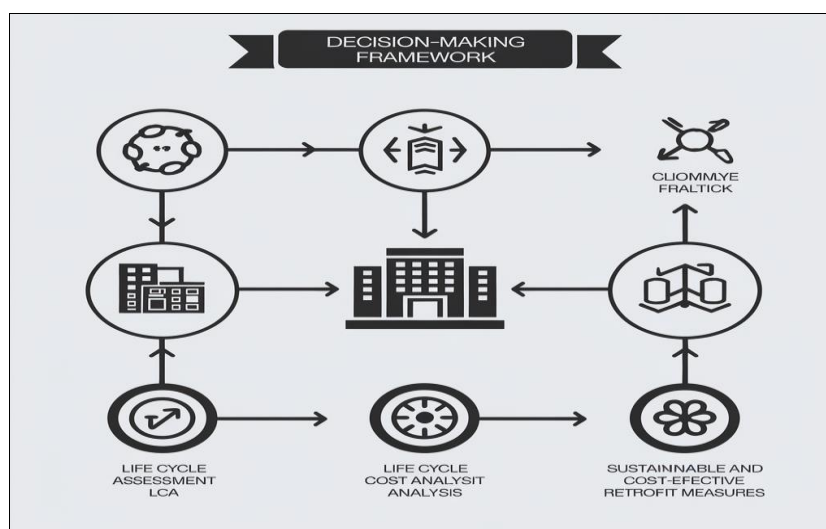 DECISION-MAKING
FRAMEWORK
CLIOMMLYE
FRALTICK
LIFE CYCLE
ASSESSMENT
LCA
LIFE CYCLE
COST ANALYSIT
ANALYSIS
SUSTAINNABLE AND
COST-EFECTIVE
RETROFIT MEASURES